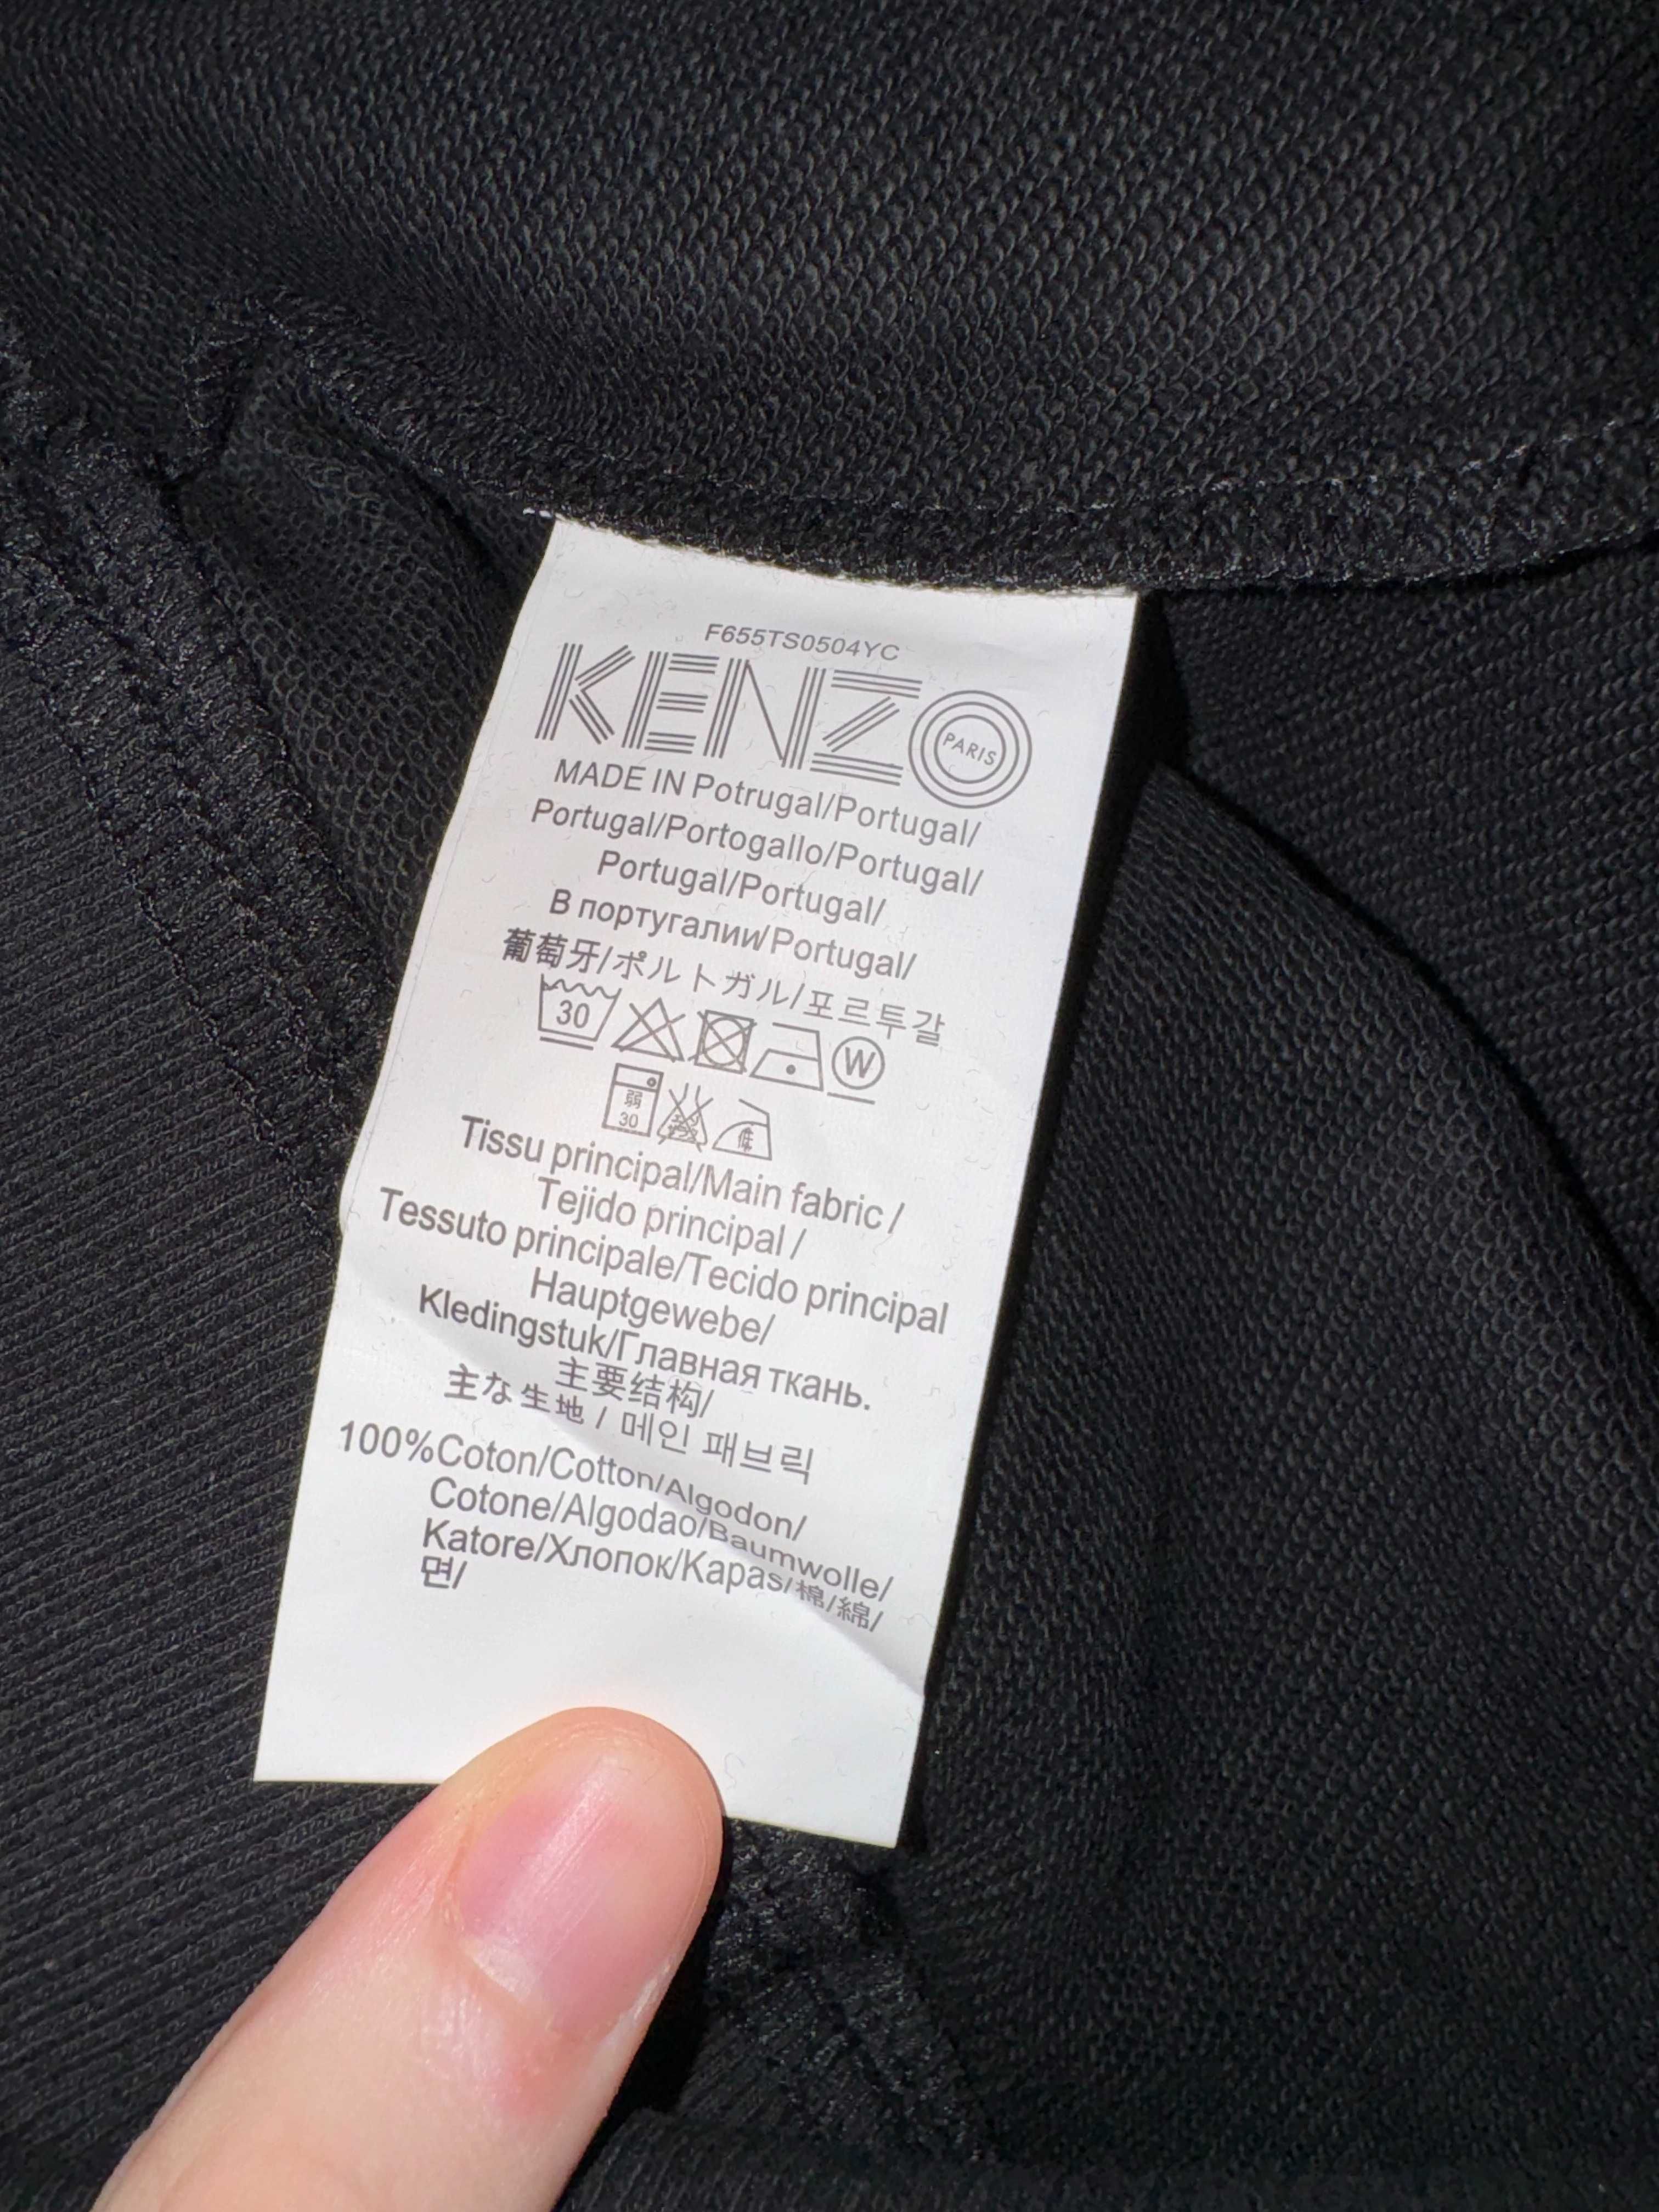 F655TS0504YC
KENZO
PARIS
MADE IN Potrugal/Portugal/
Portugal/Portogallo/Portugal/
Portugal/Portugal/
В португалии/Portugal/
葡萄牙/ポルトガル/포르투갈
30 W
弱
30
Tissu principal/Main fabric /
Tejido principal /
Tessuto principale/Tecido principal
Hauptgewebe/
Kledingstuk/Главная ткань.
主要结构/
主な生地 / 메인 패브릭
100%Coton/Cotton/Algodon/
Cotone/Algodao/Baumwolle/
Katore/Хлопок/Kapas/棉/綿/
면/